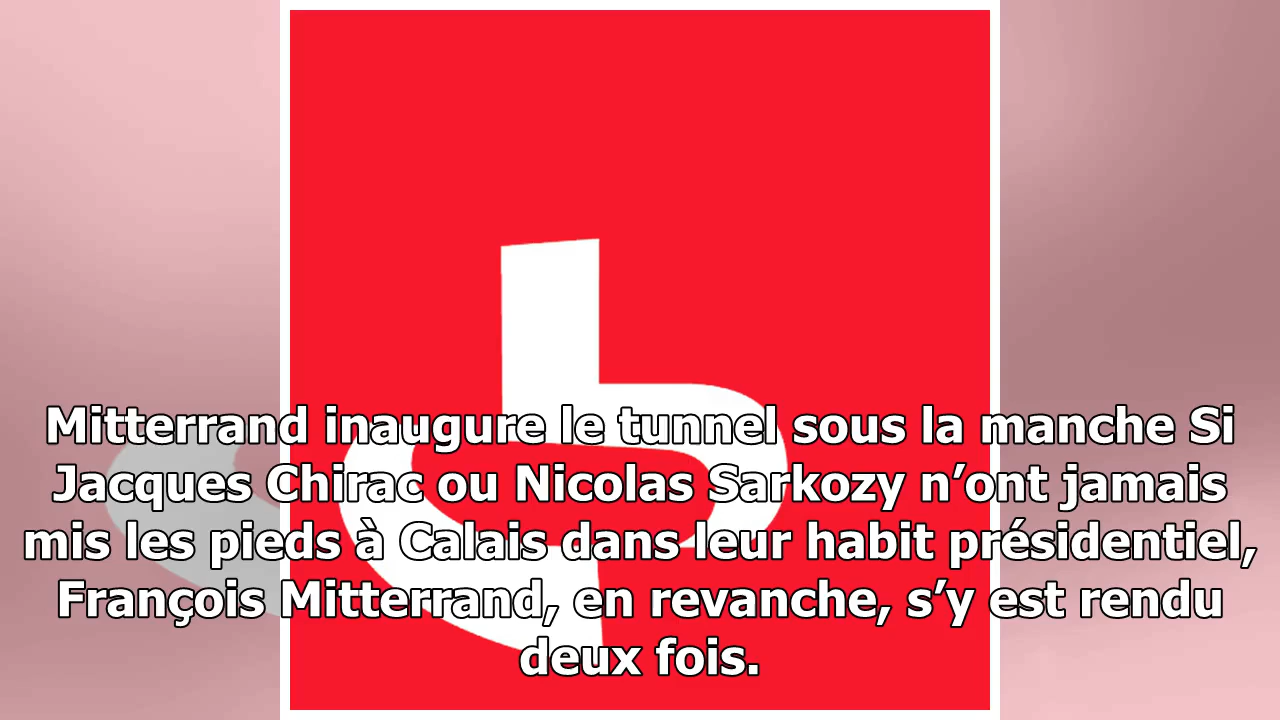 Mitterrand inaugure le tunnel sous la manche Si
Jacques Chirac ou Nicolas Sarkozy n’ont jamais
mis les pieds à Calais dans leur habit présidentiel,
François Mitterrand, en revanche, s’y est rendu
deux fois.